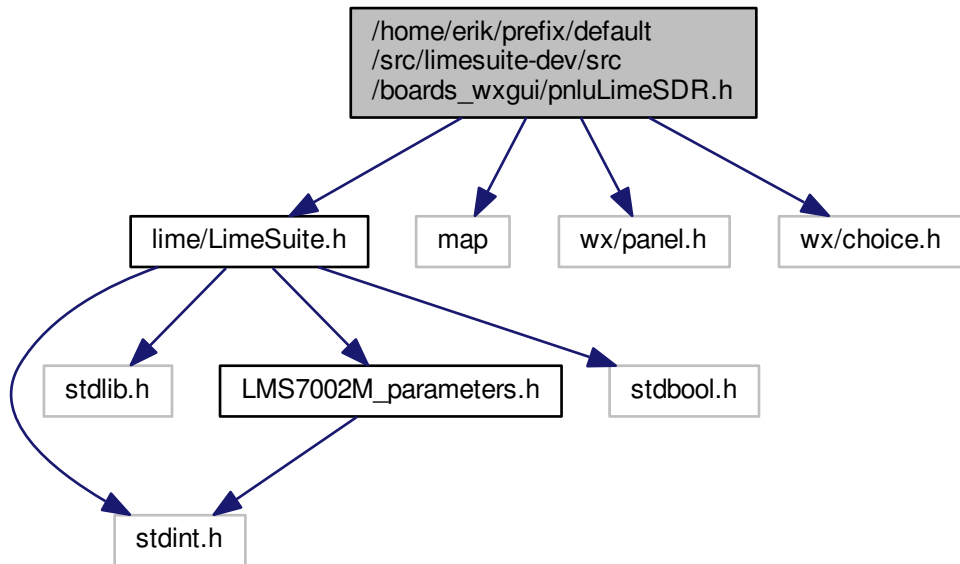 /home/erik/prefix/default
/src/limesuite-dev/src
/boards_wxgui/pnluLimeSDR.h
lime/LimeSuite.h
map
wx/panel.h
wx/choice.h
stdlib.h
LMS7002M_parameters.h
stdbool.h
stdint.h